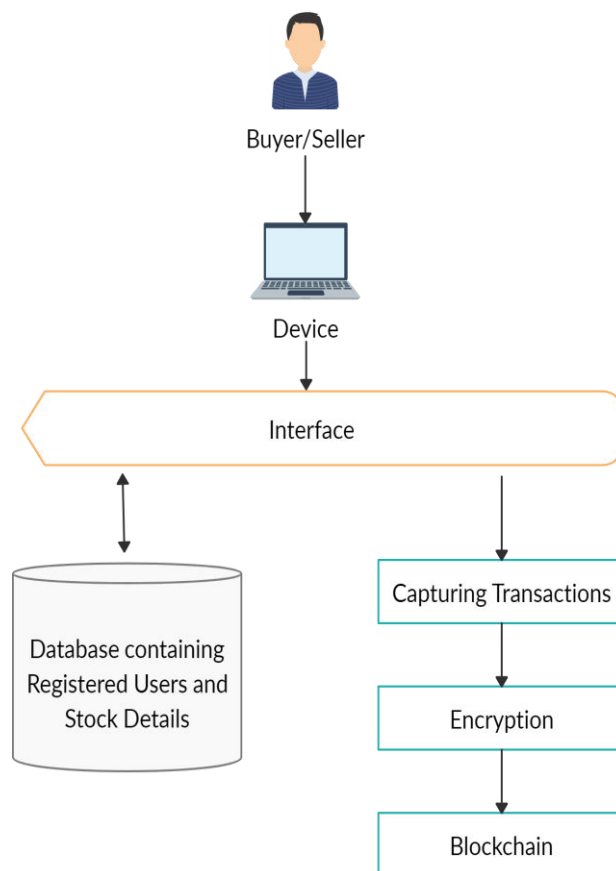 Buyer/Seller
Device
Interface
Database containing
Registered Users and
Stock Details
Capturing Transactions
Encryption
Blockchain